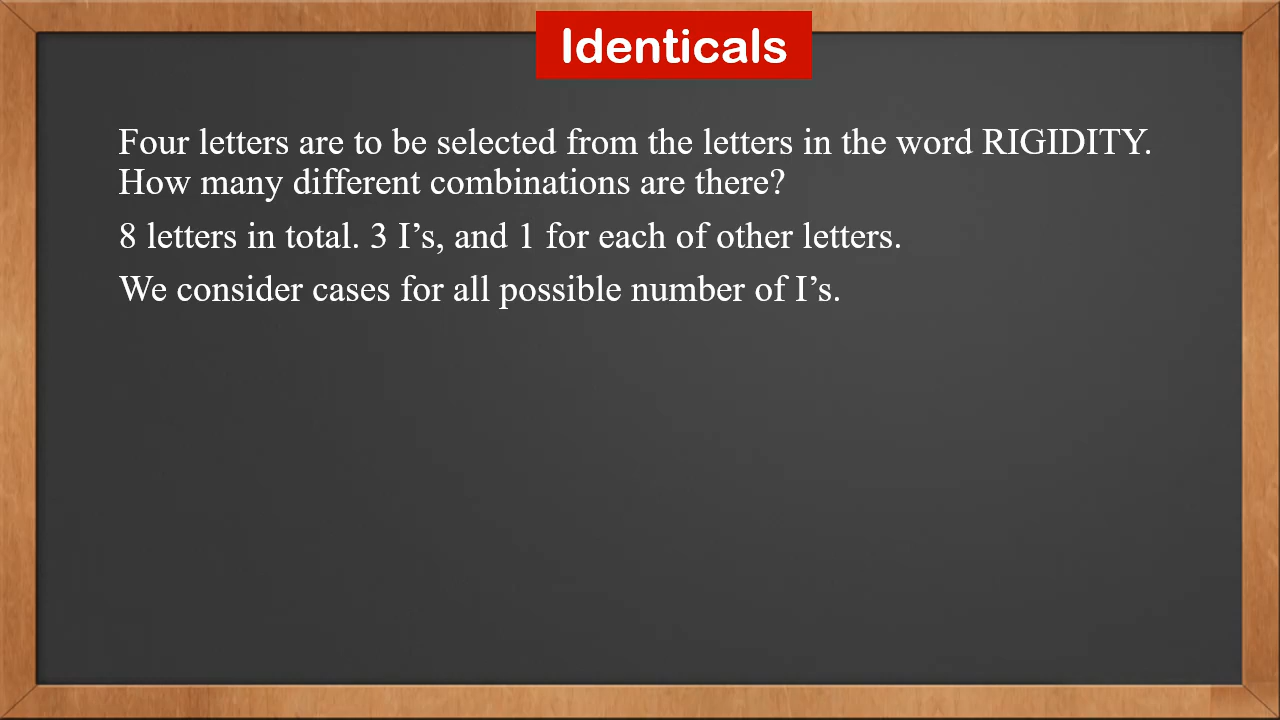 Identicals
Four letters are to be selected from the letters in the word RIGIDITY.
How many different combinations are there?
8 letters in total. 3 I’s, and 1 for each of other letters.
We consider cases for all possible number of I’s.